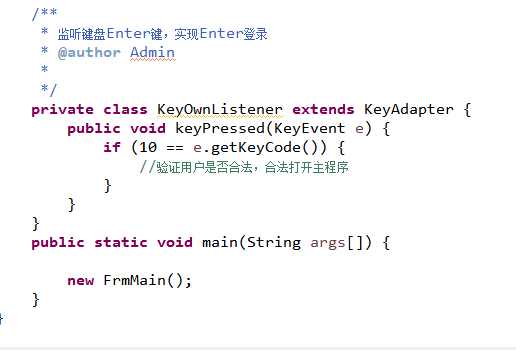 /**
 * 监听键盘Enter键，实现Enter登录
 * @author Admin
 *
 */
private class KeyOwnListener extends KeyAdapter {
    public void keyPressed(KeyEvent e) {
        if (10 == e.getKeyCode()) {
            //验证用户是否合法，合法打开主程序
        }
    }
}
public static void main(String args[]) {

    new FrmMain();
}
}